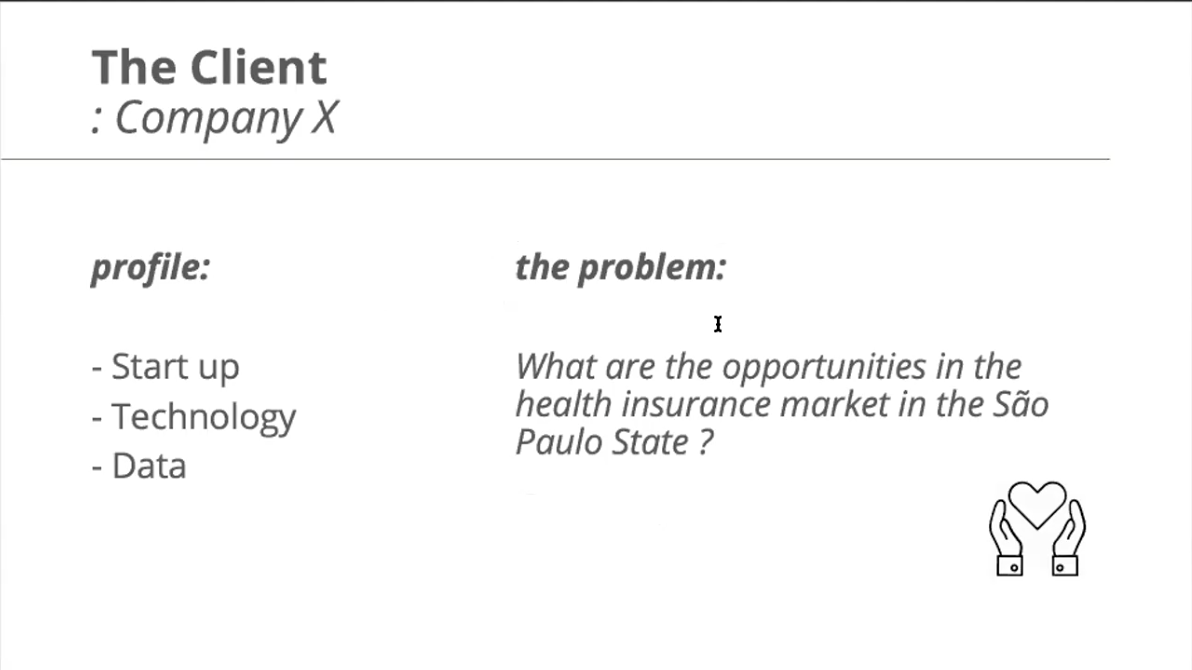 The Client
: Company X
profile:
the problem:
- Start up
- Technology
- Data
What are the opportunities in the
health insurance market in the São
Paulo State ?